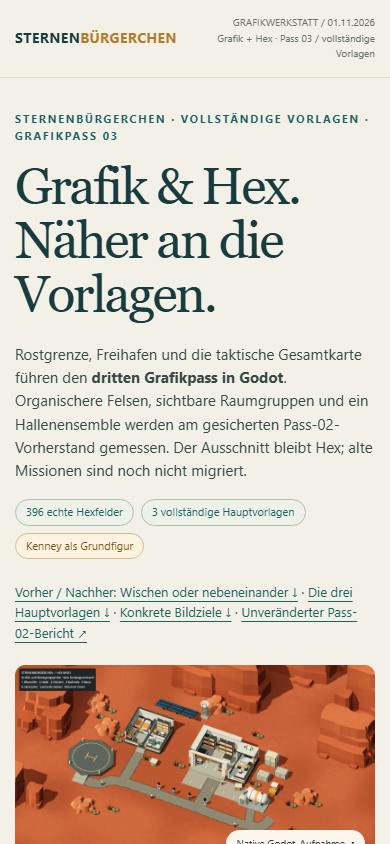 STERNENBÜRGERCHEN
GRAFIKWERKSTATT / 01.11.2026
Grafik + Hex · Pass 03 / vollständige
Vorlagen
STERNENBÜRGERCHEN · VOLLSTÄNDIGE VORLAGEN ·
GRAFIKPASS 03
Grafik & Hex.
Näher an die
Vorlagen.
Rostgrenze, Freihafen und die taktische Gesamtkarte
führen den dritten Grafikpass in Godot.
Organischere Felsen, sichtbare Raumgruppen und ein
Hallenensemble werden am gesicherten Pass-02-
Vorherstand gemessen. Der Ausschnitt bleibt Hex; alte
Missionen sind noch nicht migriert.
396 echte Hexfelder
3 vollständige Hauptvorlagen
Kenney als Grundfigur
Vorher / Nachher: Wischen oder nebeneinander ↓ · Die drei
Hauptvorlagen ↓ · Konkrete Bildziele ↓ · Unveränderter Pass-
02-Bericht ↗
Native Godot-Aufnahme